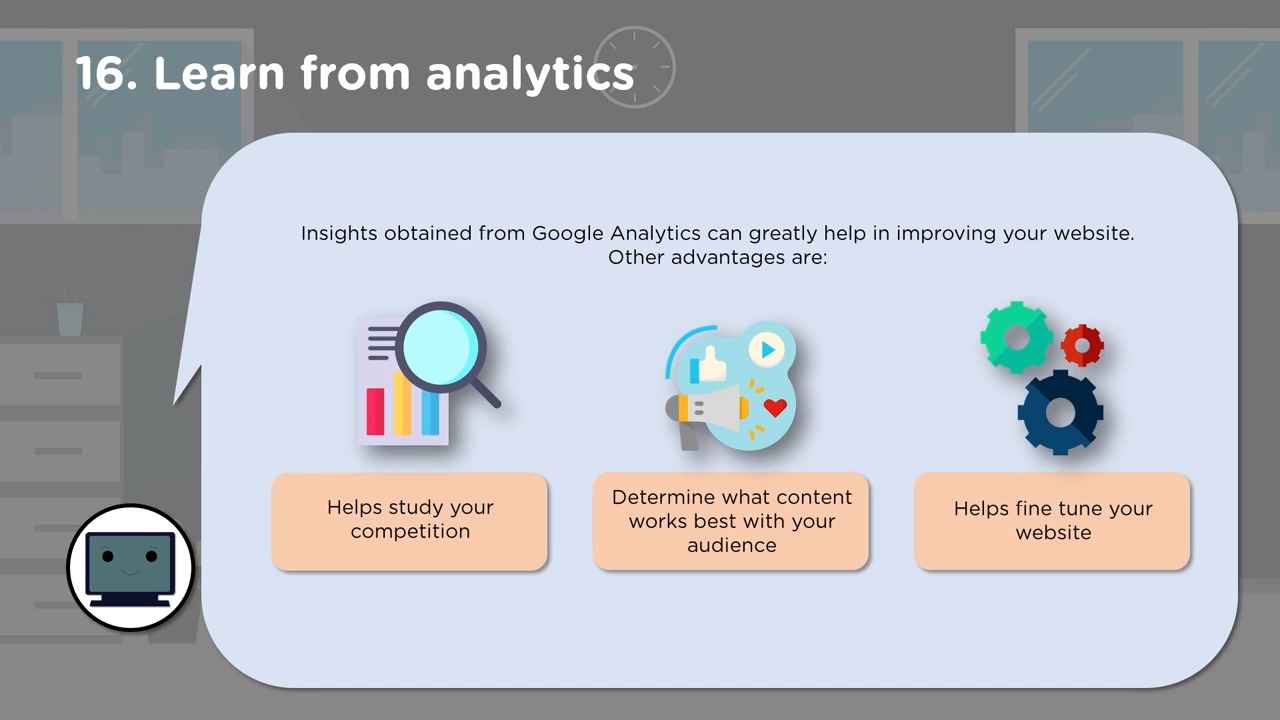 16. Learn from analytics
Insights obtained from Google Analytics can greatly help in improving your website.
Other advantages are:
Helps study your
competition
Determine what content
works best with your
audience
Helps fine tune your
website